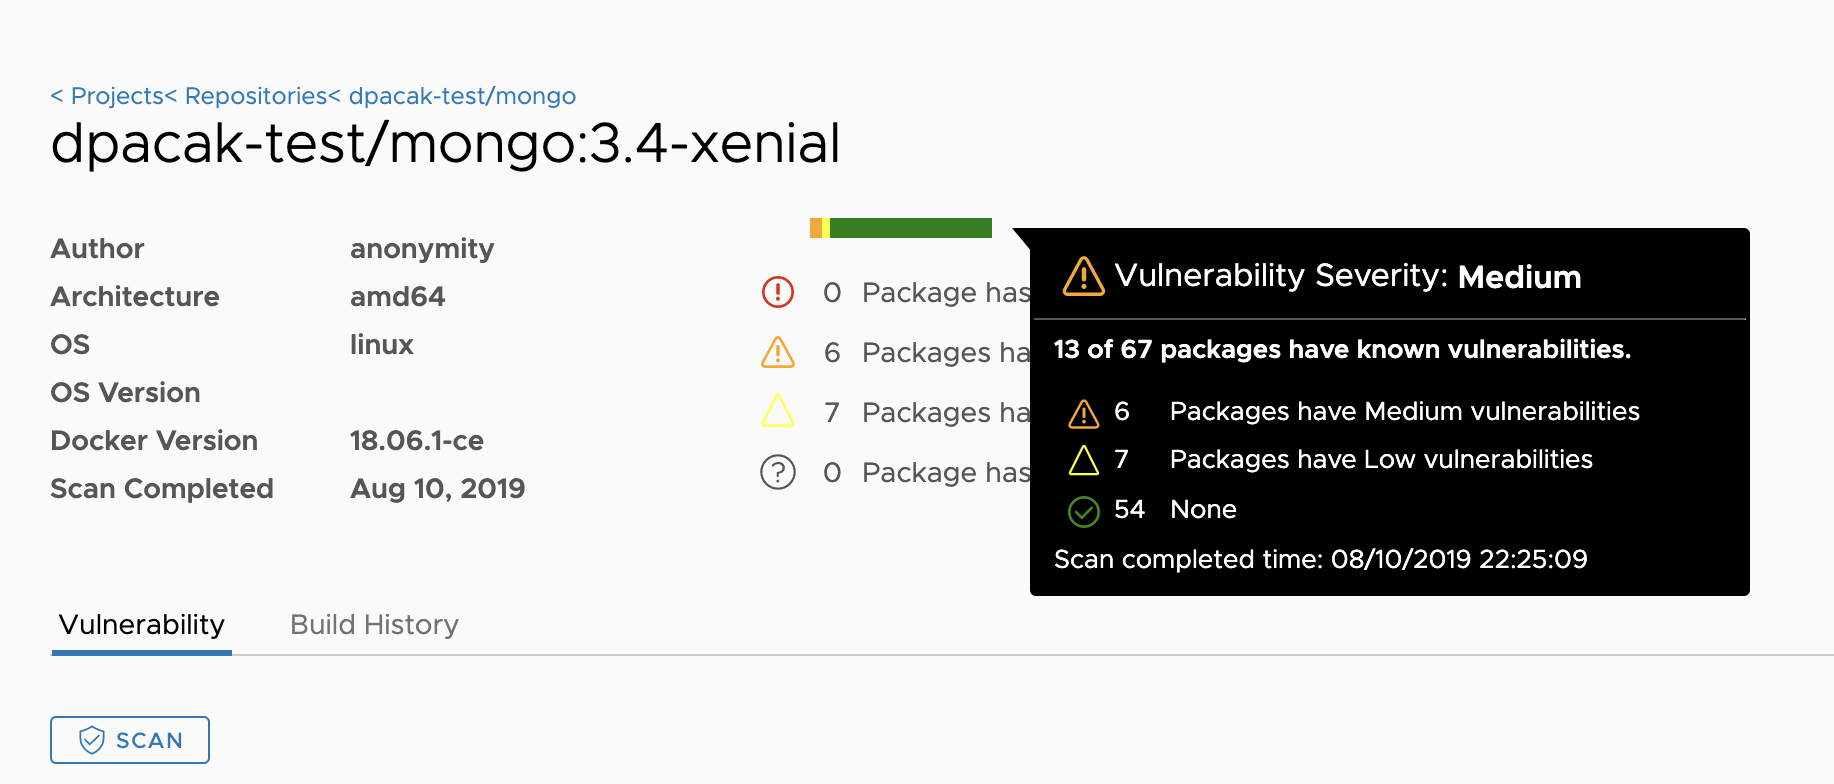 < Projects< Repositories< dpacak-test/mongo
dpacak-test/mongo:3.4-xenial
Author anonymity
Architecture amd64
OS linux
OS Version
Docker Version 18.06.1-ce
Scan Completed Aug 10, 2019
0 Package has
6 Packages ha
7 Packages ha
0 Package has
Vulnerability Severity: Medium
13 of 67 packages have known vulnerabilities.
6 Packages have Medium vulnerabilities
7 Packages have Low vulnerabilities
54 None
Scan completed time: 08/10/2019 22:25:09
Vulnerability Build History
SCAN